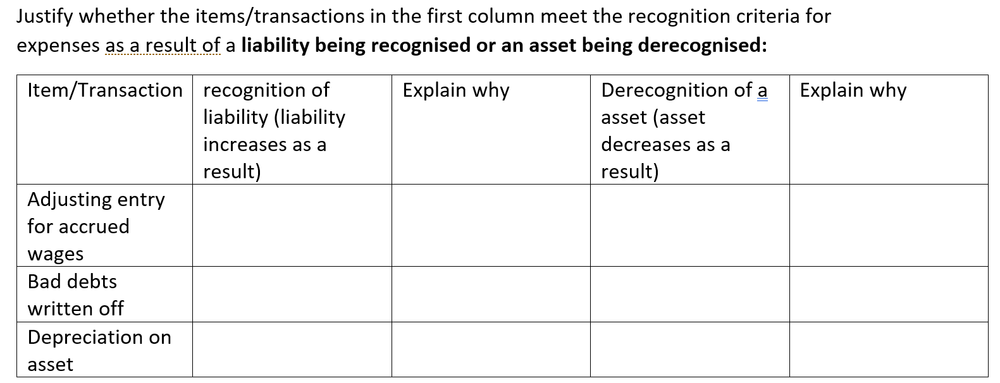 Justify whether the items/transactions in the first column meet the recognition criteria for
expenses as a result of a liability being recognised or an asset being derecognised:
Item/Transaction
recognition of
liability (liability
increases as a
result)
Explain why
Derecognition of a
asset (asset
decreases as a
result)
Explain why
Adjusting entry
for accrued
wages
Bad debts
written off
Depreciation on
asset